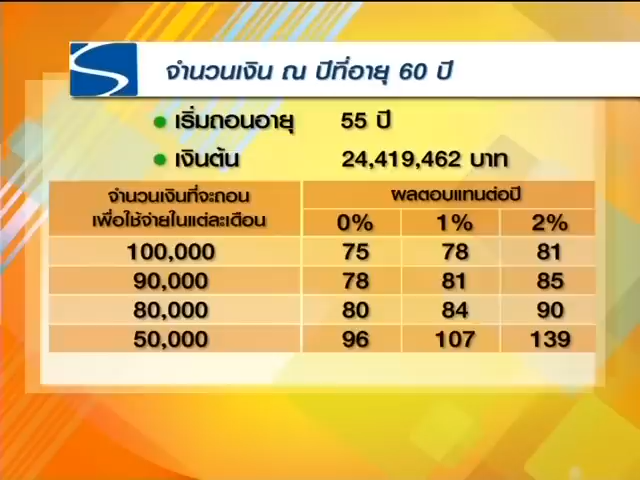 จำนวนเงิน ณ ปีที่อายุ 60 ปี
เริ่มถอนอายุ 55 ปี
เงินต้น 24,419,462 บาท
จำนวนเงินที่จะถอน
เพื่อใช้จ่ายในแต่ละเดือน
ผลตอบแทนต่อปี
0% 1% 2%
100,000 75 78 81
90,000 78 81 85
80,000 80 84 90
50,000 96 107 139